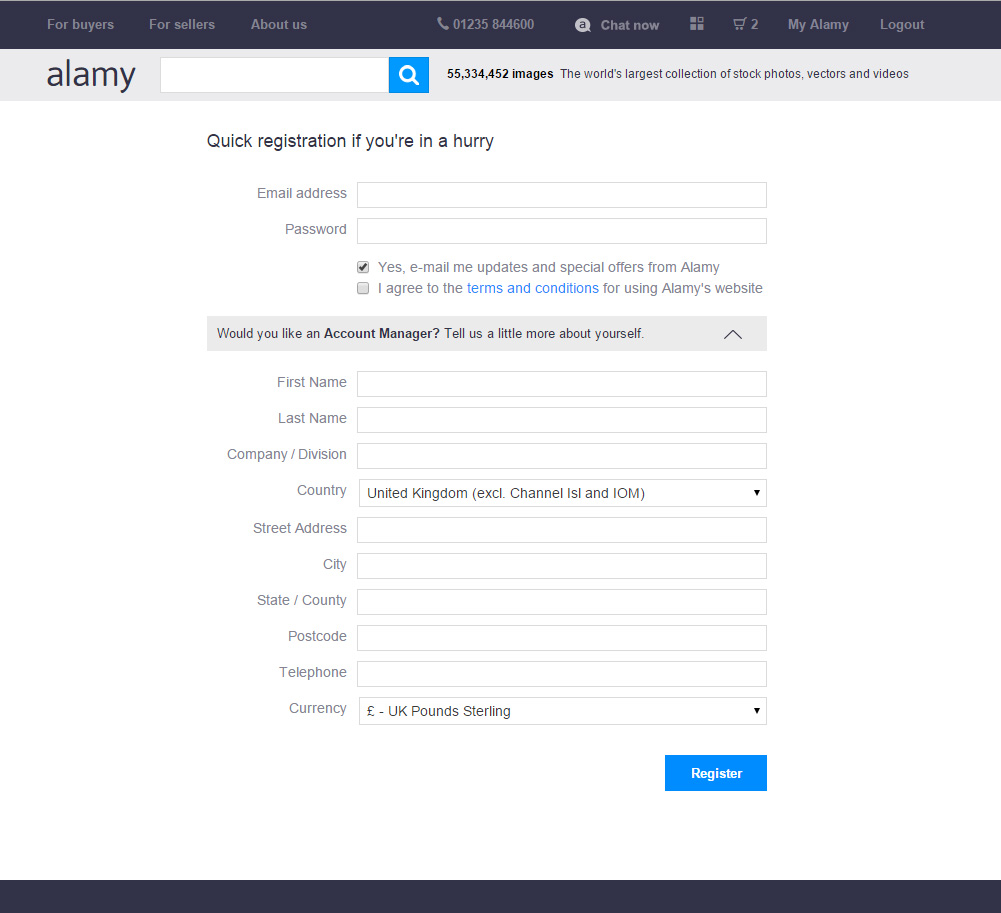 For buyers For sellers About us 01235 844600 a Chat now 2 My Alamy Logout
alamy 55,334,452 images The world's largest collection of stock photos, vectors and videos
Quick registration if you're in a hurry
Email address
Password
Yes, e-mail me updates and special offers from Alamy
I agree to the terms and conditions for using Alamy's website
Would you like an Account Manager? Tell us a little more about yourself.
First Name
Last Name
Company / Division
Country United Kingdom (excl. Channel Isl and IOM)
Street Address
City
State / County
Postcode
Telephone
Currency £ - UK Pounds Sterling
Register